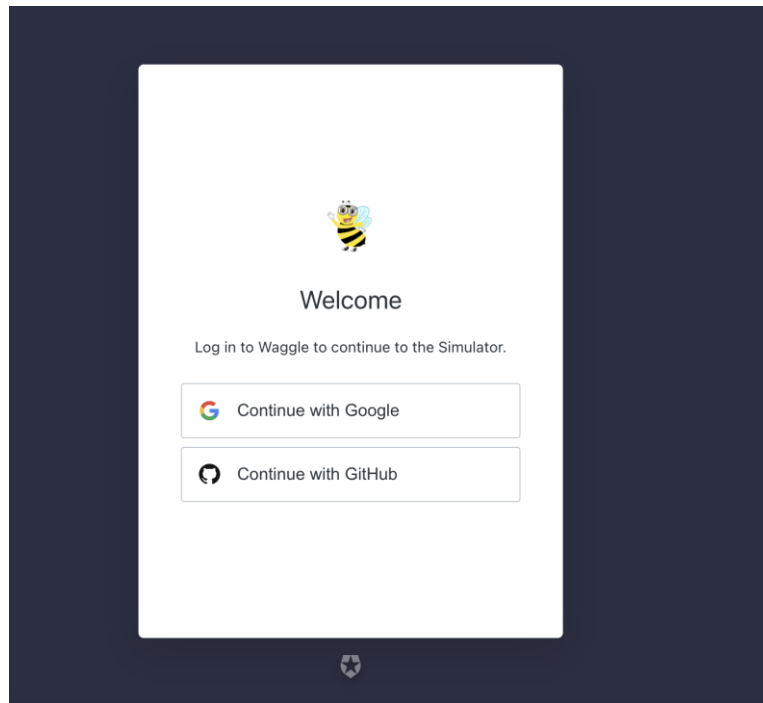 Welcome
Log in to Waggle to continue to the Simulator.
Continue with Google
Continue with GitHub